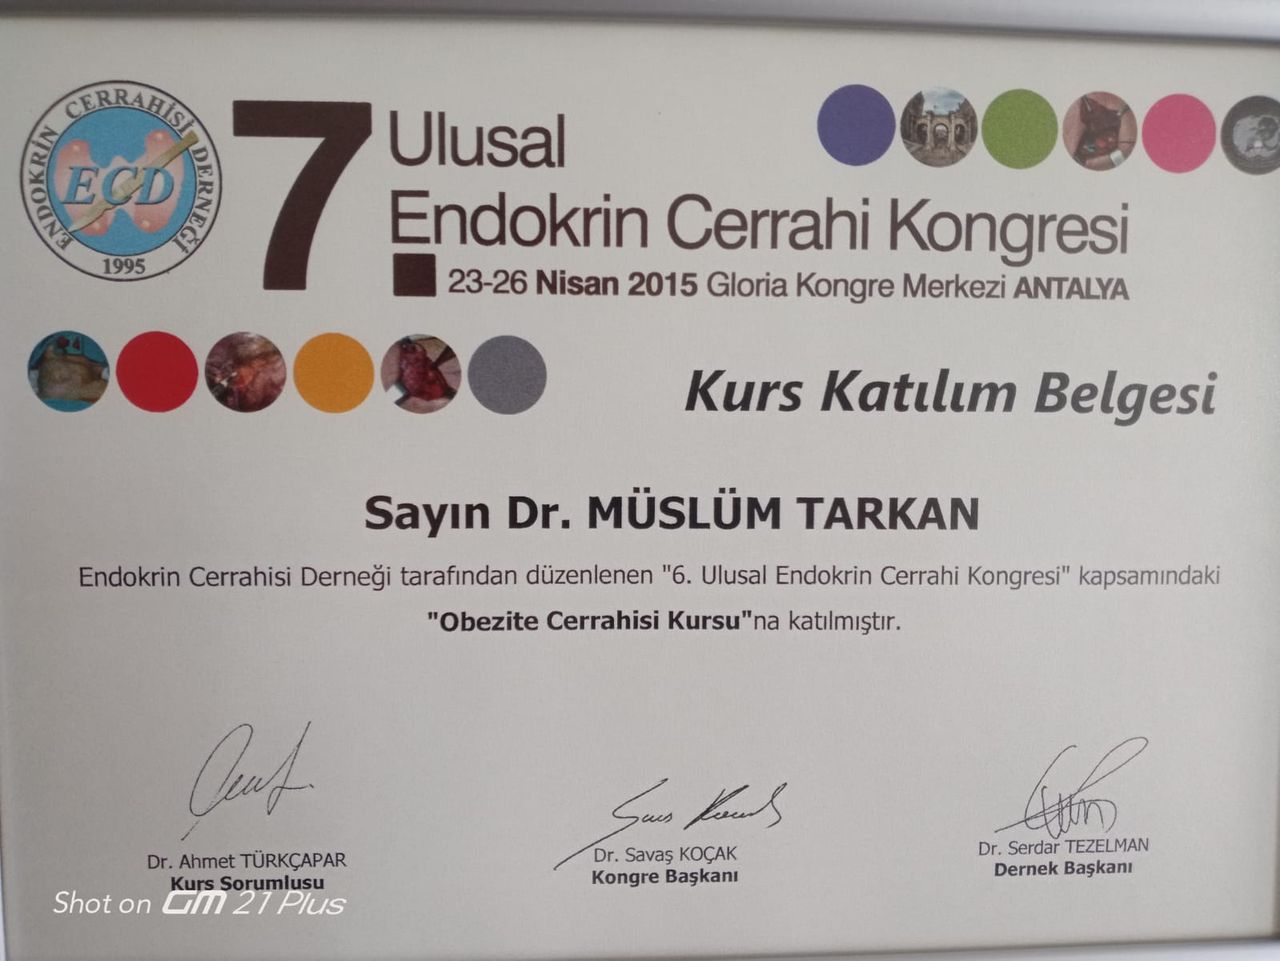 ENDOKRİN CERRAHİSİ DERNEĞİ
ECD
1995
7.
Ulusal
Endokrin Cerrahi Kongresi
23-26 Nisan 2015 Gloria Kongre Merkezi ANTALYA
Kurs Katılım Belgesi
Sayın Dr. MÜSLÜM TARKAN
Endokrin Cerrahisi Derneği tarafından düzenlenen "6. Ulusal Endokrin Cerrahi Kongresi" kapsamındaki
"Obezite Cerrahisi Kursu"na katılmıştır.
Dr. Ahmet TÜRKÇAPAR
Kurs Sorumlusu
Dr. Savaş KOÇAK
Kongre Başkanı
Dr. Serdar TEZELMAN
Dernek Başkanı
Shot on GM 21 Plus